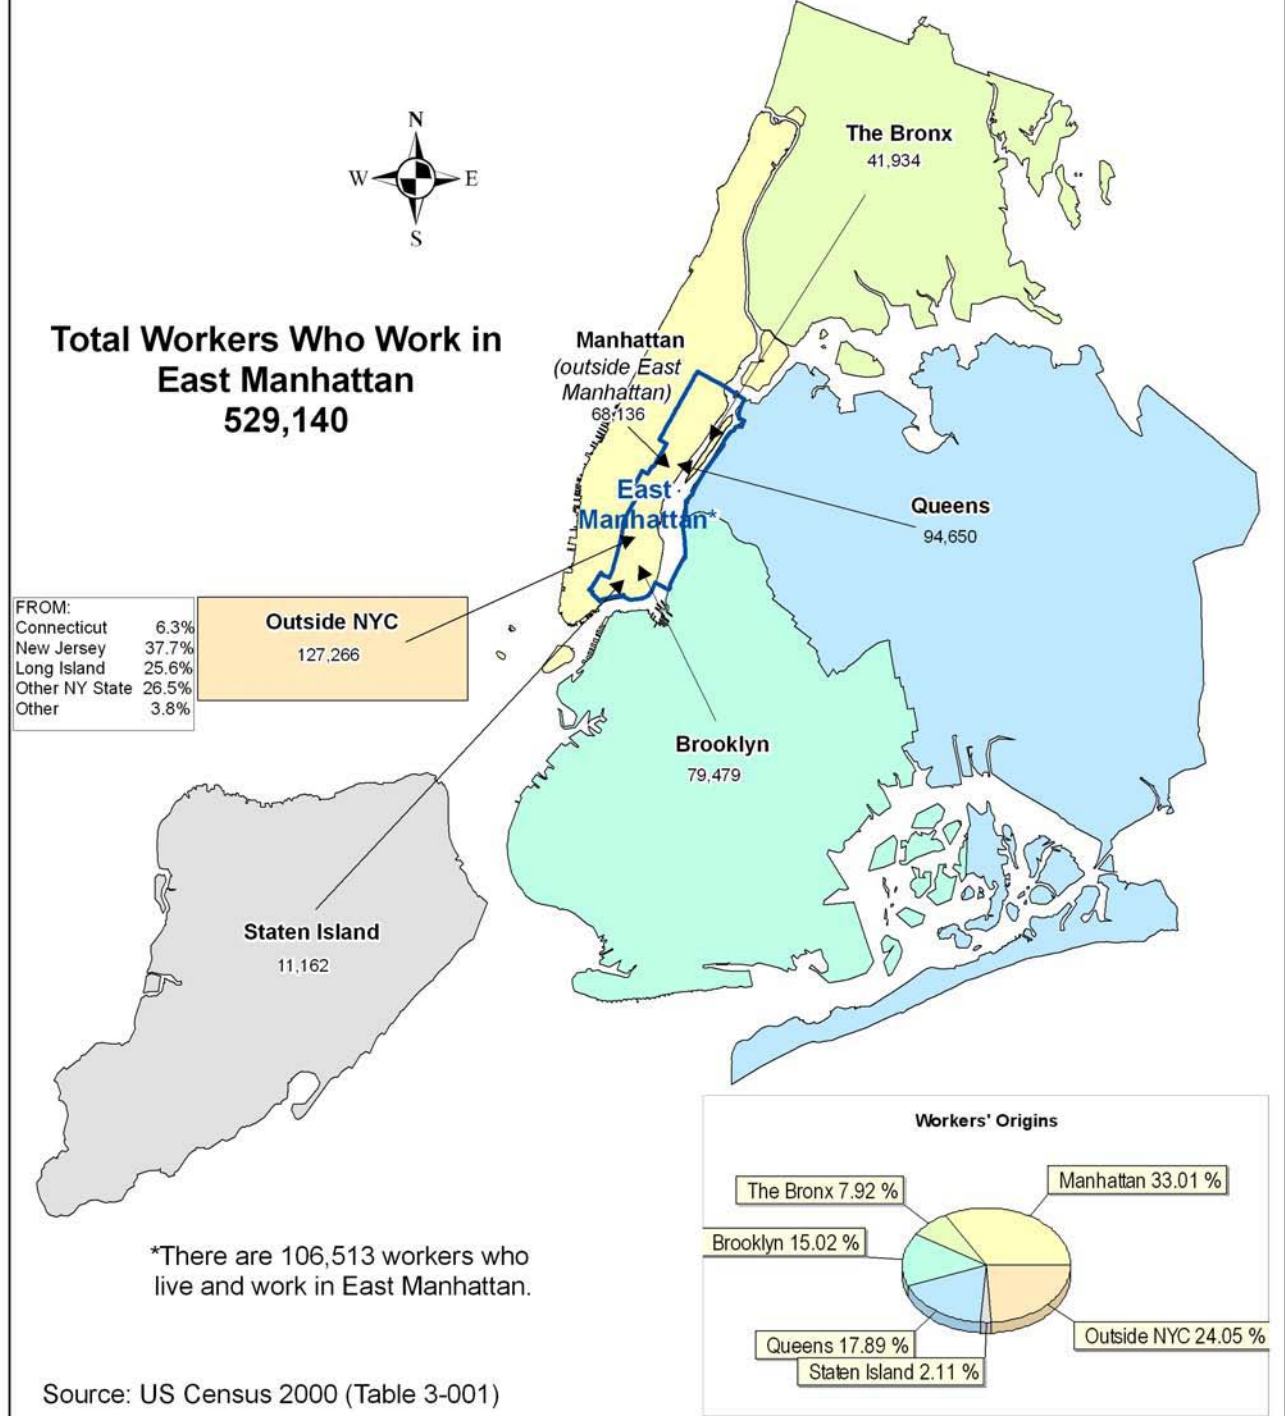 N
W E
S
The Bronx
41,934
Total Workers Who Work in
East Manhattan
529,140
Manhattan
(outside East
Manhattan)
68,136
East
Manhattan*
Queens
94,650
FROM:
Connecticut 6.3%
New Jersey 37.7%
Long Island 25.6%
Other NY State 26.5%
Other 3.8%
Outside NYC
127,266
Brooklyn
79,479
Staten Island
11,162
*There are 106,513 workers who
live and work in East Manhattan.
Workers' Origins
Manhattan 33.01 %
The Bronx 7.92 %
Brooklyn 15.02 %
Queens 17.89 %
Staten Island 2.11 %
Outside NYC 24.05 %
Source: US Census 2000 (Table 3-001)